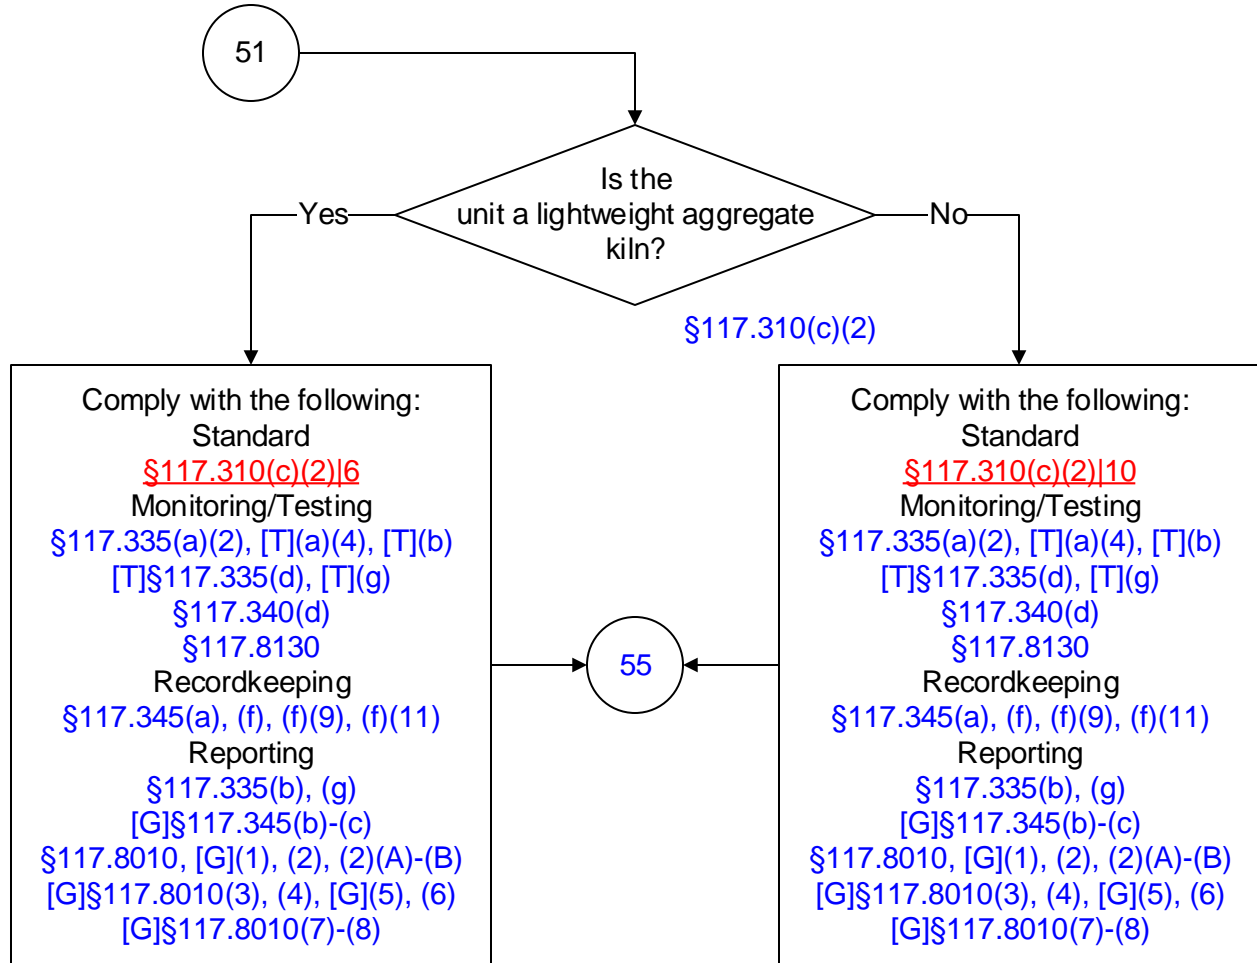 51
Is the
unit a lightweight aggregate
kiln?
Yes
No
§117.310(c)(2)
Comply with the following:
Standard
§117.310(c)(2)|6
Monitoring/Testing
§117.335(a)(2), [T](a)(4), [T](b)
[T]§117.335(d), [T](g)
§117.340(d)
§117.8130
Recordkeeping
§117.345(a), (f), (f)(9), (f)(11)
Reporting
§117.335(b), (g)
[G]§117.345(b)-(c)
§117.8010, [G](1), (2), (2)(A)-(B)
[G]§117.8010(3), (4), [G](5), (6)
[G]§117.8010(7)-(8)
55
Comply with the following:
Standard
§117.310(c)(2)|10
Monitoring/Testing
§117.335(a)(2), [T](a)(4), [T](b)
[T]§117.335(d), [T](g)
§117.340(d)
§117.8130
Recordkeeping
§117.345(a), (f), (f)(9), (f)(11)
Reporting
§117.335(b), (g)
[G]§117.345(b)-(c)
§117.8010, [G](1), (2), (2)(A)-(B)
[G]§117.8010(3), (4), [G](5), (6)
[G]§117.8010(7)-(8)